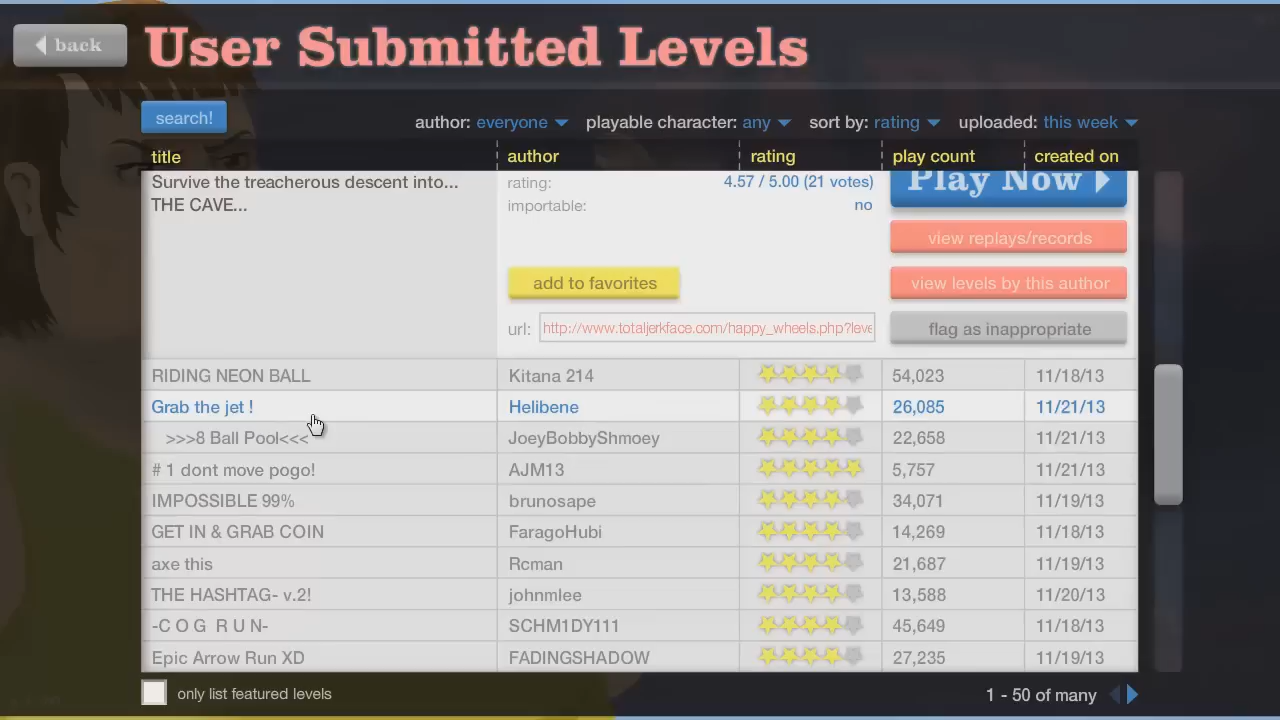 back
User Submitted Levels
search!
author: everyone playable character: any sort by: rating uploaded: this week
title author rating play count created on
Survive the treacherous descent into...
THE CAVE...
rating: 4.57 / 5.00 (21 votes)
importable: no
Play Now
view replays/records
add to favorites
view levels by this author
url: http://www.totaljerkface.com/happy_wheels.php?leve
flag as inappropriate
RIDING NEON BALL Kitana 214 54,023 11/18/13
Grab the jet ! Helibene 26,085 11/21/13
>>>8 Ball Pool<<< JoeyBobbyShmoey 22,658 11/21/13
# 1 dont move pogo! AJM13 5,757 11/21/13
IMPOSSIBLE 99% brunosape 34,071 11/19/13
GET IN & GRAB COIN FaragoHubi 14,269 11/18/13
axe this Rcman 21,687 11/19/13
THE HASHTAG- v.2! johnmlee 13,588 11/20/13
-C O G  R U N- SCHM1DY111 45,649 11/18/13
Epic Arrow Run XD FADINGSHADOW 27,235 11/19/13
only list featured levels
1 - 50 of many